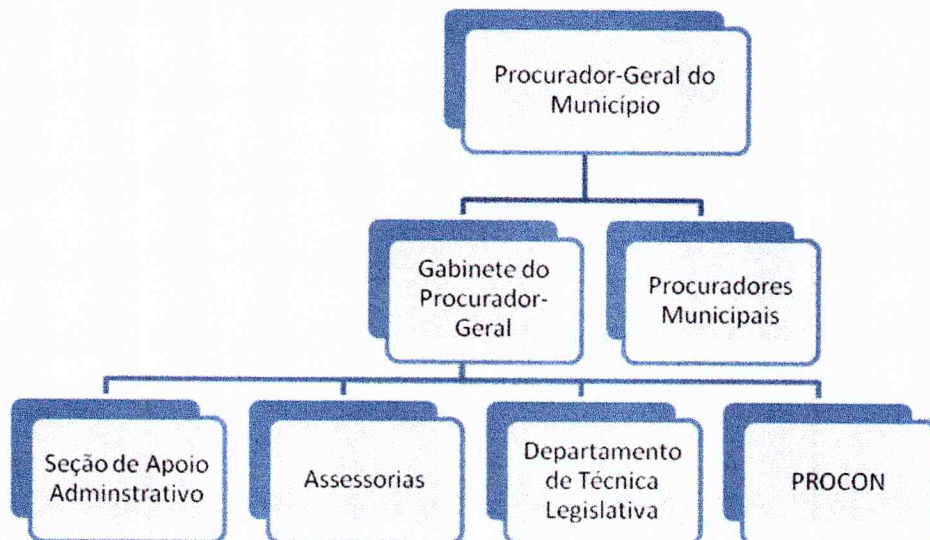 Procurador-Geral do
Município
Gabinete do
Procurador-
Geral
Procuradores
Municipais
Seção de Apoio
Adminstrativo
Assessorias
Departamento
de Técnica
Legislativa
PROCON